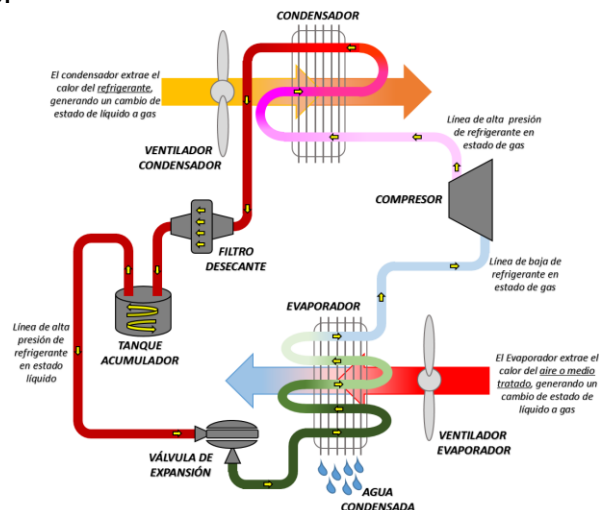 CONDENSADOR
El condensador extrae el
calor del refrigerante,
generando un cambio de
estado de líquido a gas
VENTILADOR
CONDENSADOR
Línea de alta presión
de refrigerante en
estado de gas
COMPRESOR
FILTRO
DESECANTE
Línea de baja de
refrigerante en
estado de gas
EVAPORADOR
Línea de alta
presión de
refrigerante
en estado
líquido
TANQUE
ACUMULADOR
El Evaporador extrae el
calor del aire o medio
tratado, generando un
cambio de estado de
líquido a gas
VENTILADOR
EVAPORADOR
VÁLVULA DE
EXPANSIÓN
AGUA
CONDENSADA